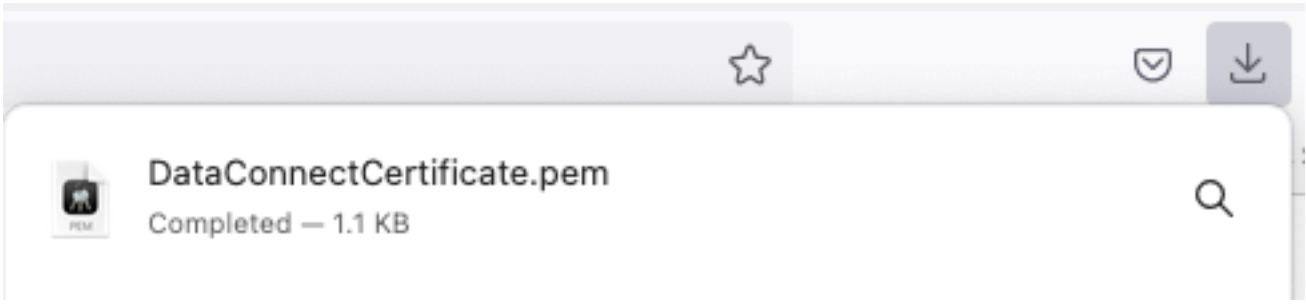 DataConnectCertificate.pem
PEM
Completed — 1.1 KB